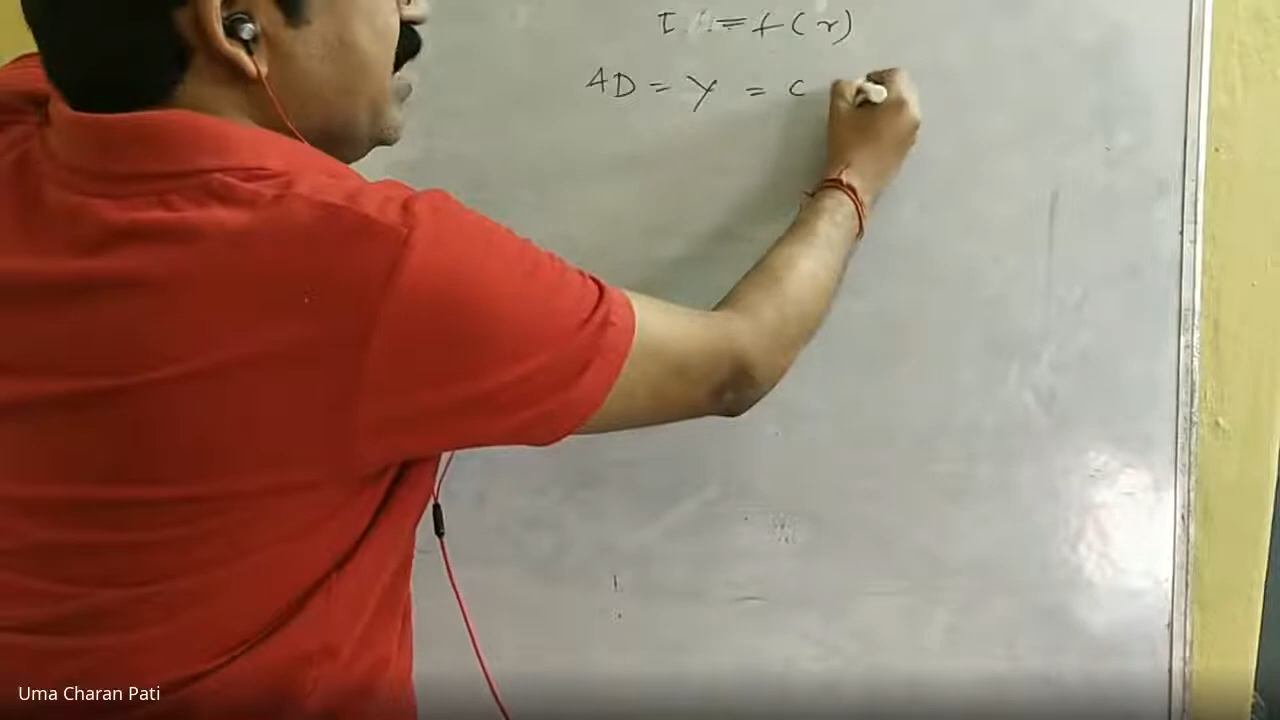 I = f(r)
AD = Y = C
Uma Charan Pati